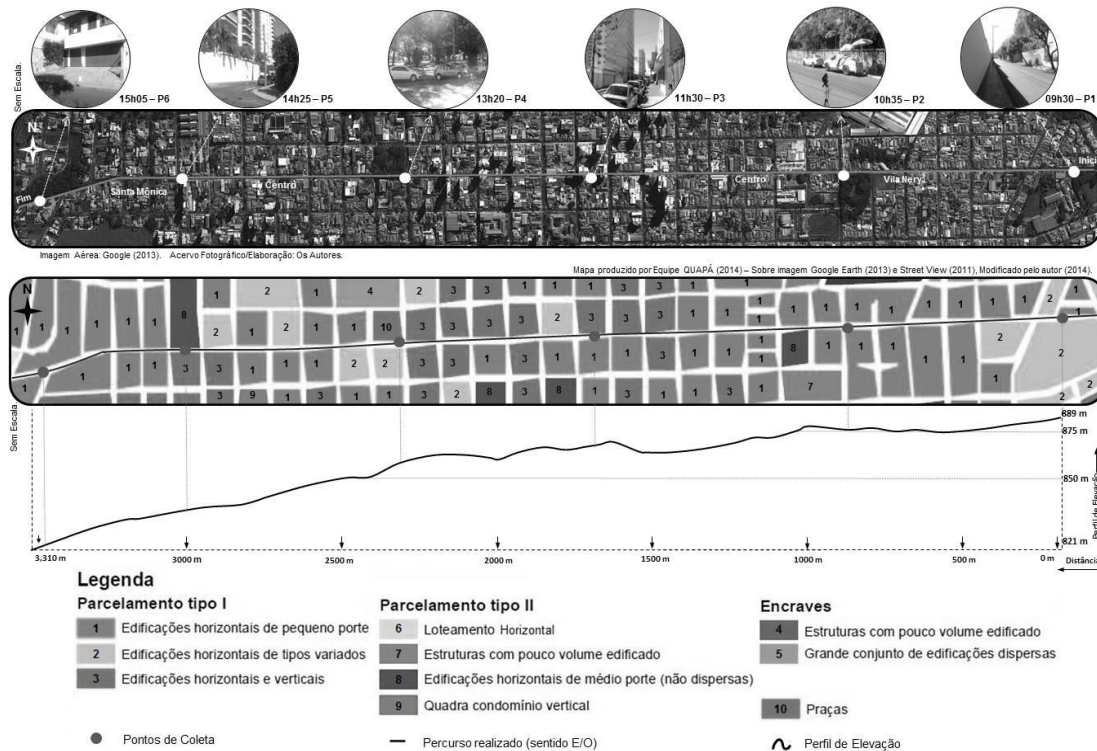 Sem Escala.
15h05 – P6
14h25 – P5
13h20 – P4
11h30 – P3
10h35 – P2
09h30 – P1
N
Fim
Santa Mônica
Centro
Centro
Vila Nery
Inici
Imagem Aérea: Google (2013). Acervo Fotográfico/Elaboração: Os Autores.
Mapa produzido por Equipe QUAPÁ (2014) – Sobre imagem Google Earth (2013) e Street View (2011), Modificado pelo autor (2014).
N
Sem Escala
889 m
875 m
850 m
821 m
Perfil de Elevação
3,310 m
3000 m
2500 m
2000 m
1500 m
1000 m
500 m
0 m
Distância
Legenda
Parcelamento tipo I
1 Edificações horizontais de pequeno porte
2 Edificações horizontais de tipos variados
3 Edificações horizontais e verticais
Parcelamento tipo II
6 Loteamento Horizontal
7 Estruturas com pouco volume edificado
8 Edificações horizontais de médio porte (não dispersas)
9 Quadra condomínio vertical
Encraves
4 Estruturas com pouco volume edificado
5 Grande conjunto de edificações dispersas
10 Praças
Pontos de Coleta
Percurso realizado (sentido E/O)
Perfil de Elevação